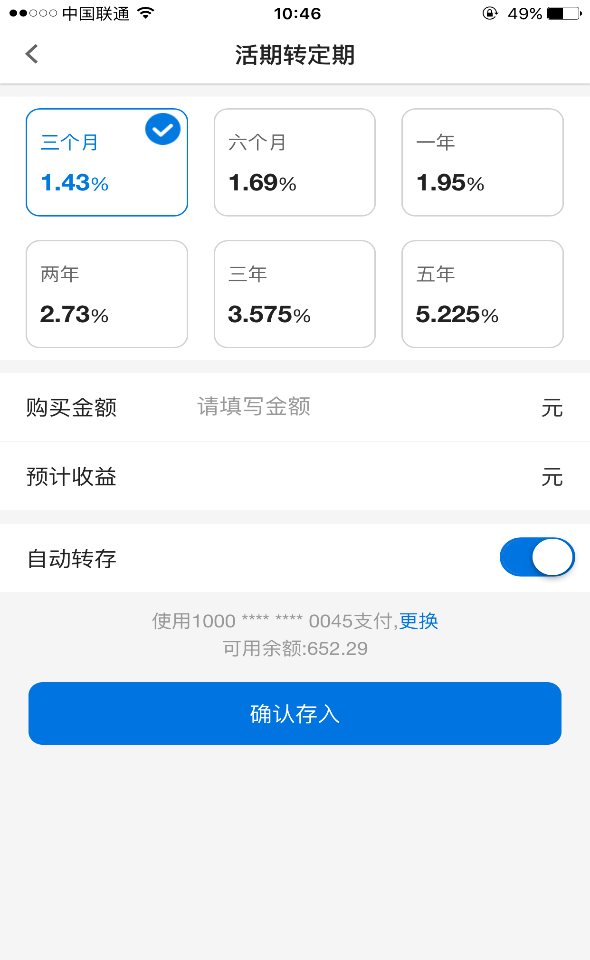 中国联通 10:46 49%
活期转定期
三个月 六个月 一年
1.43% 1.69% 1.95%
两年 三年 五年
2.73% 3.575% 5.225%
购买金额 请填写金额 元
预计收益 元
自动转存
使用1000 **** **** 0045支付,更换
可用余额:652.29
确认存入